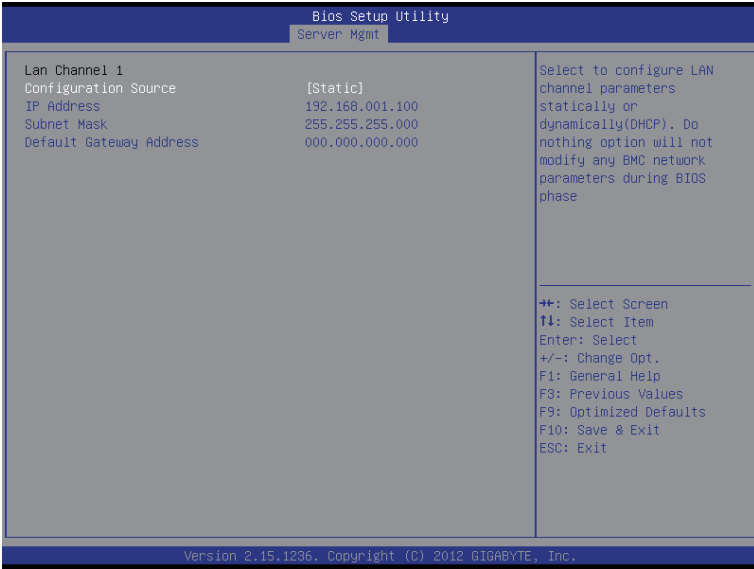 Bios Setup Utility
Server Mgmt
Lan Channel 1
Configuration Source [Static]
IP Address 192.168.001.100
Subnet Mask 255.255.255.000
Default Gateway Address 000.000.000.000
Select to configure LAN
channel parameters
statically or
dynamically(DHCP). Do
nothing option will not
modify any BMC network
parameters during BIOS
phase
→←: Select Screen
↑↓: Select Item
Enter: Select
+/-: Change Opt.
F1: General Help
F3: Previous Values
F9: Optimized Defaults
F10: Save & Exit
ESC: Exit
Version 2.15.1236. Copyright (C) 2012 GIGABYTE, Inc.